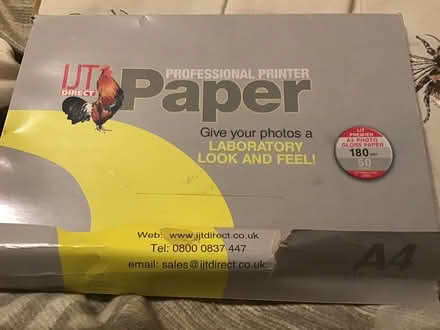 IJT
DIRECT
PROFESSIONAL PRINTER
Paper
Give your photos a
LABORATORY
LOOK AND FEEL!
IJT
PREMIER
A4 PHOTO
GLOSS PAPER
180
50
Web: www.ijtdirect.co.uk
Tel: 0800 0837 447
email: sales@ijtdirect.co.uk
A4